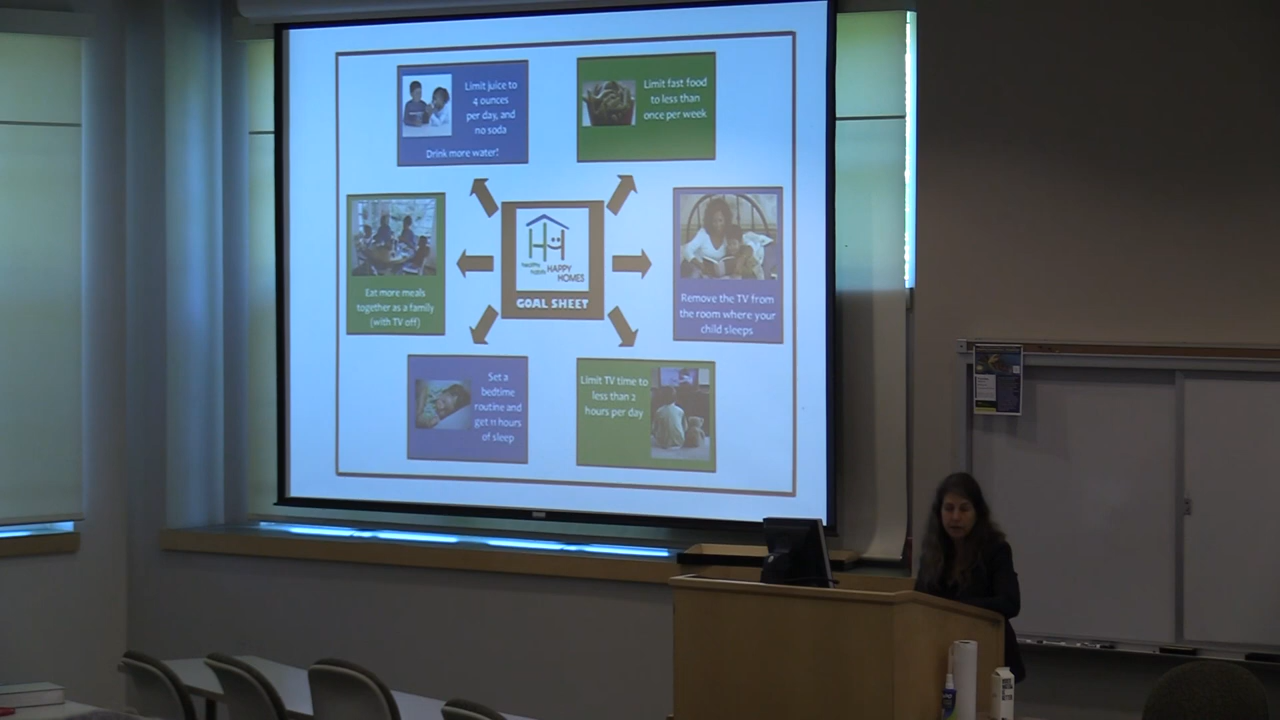 Limit juice to
4 ounces
per day, and
no soda
Drink more water!
Limit fast food
to less than
once per week
Eat more meals
together as a family
(with TV off)
healthy
habits HAPPY
HOMES
GOAL SHEET
Remove the TV from
the room where your
child sleeps
Set a
bedtime
routine and
get 11 hours
of sleep
Limit TV time to
less than 2
hours per day